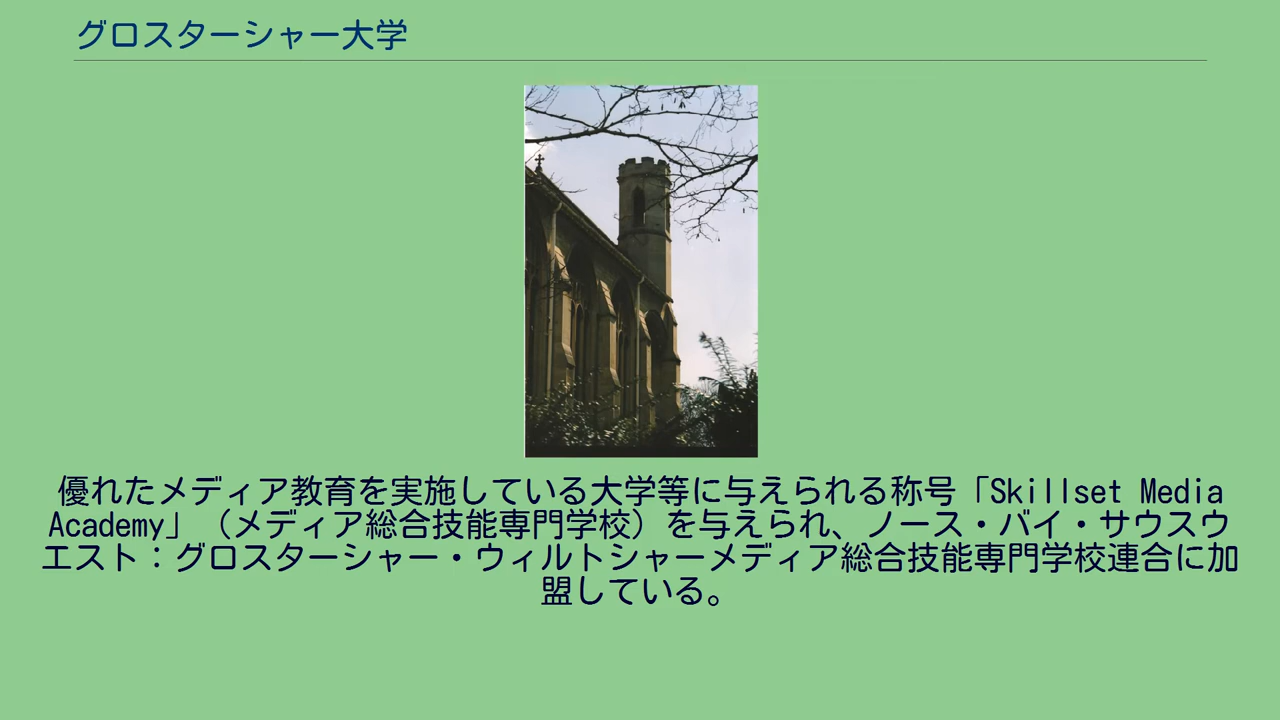 グロスターシャー大学
優れたメディア教育を実施している大学等に与えられる称号「Skillset Media
Academy」（メディア総合技能専門学校）を与えられ、ノース・バイ・サウスウ
エスト：グロスターシャー・ウィルトシャーメディア総合技能専門学校連合に加
盟している。